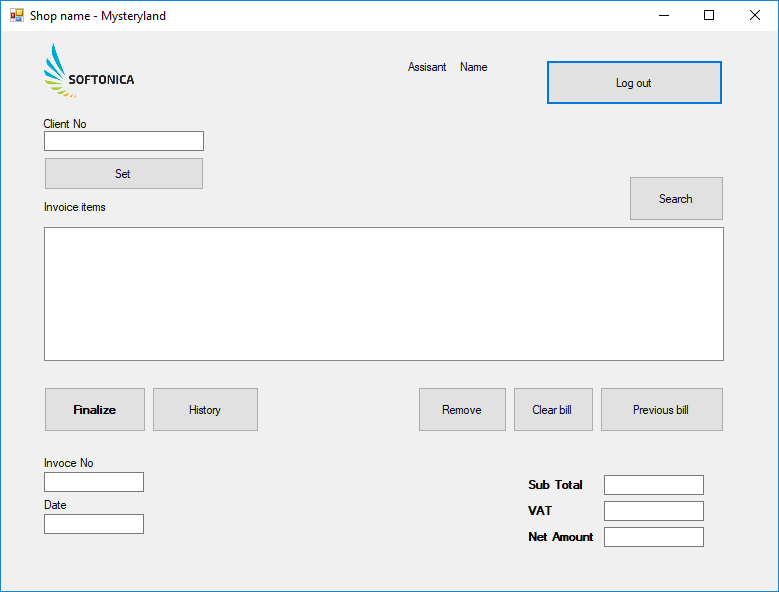 Shop name - Mysteryland
SOFTONICA
Assisant Name
Log out
Client No
Set
Search
Invoice items
Finalize
History
Remove
Clear bill
Previous bill
Invoce No
Date
Sub Total
VAT
Net Amount